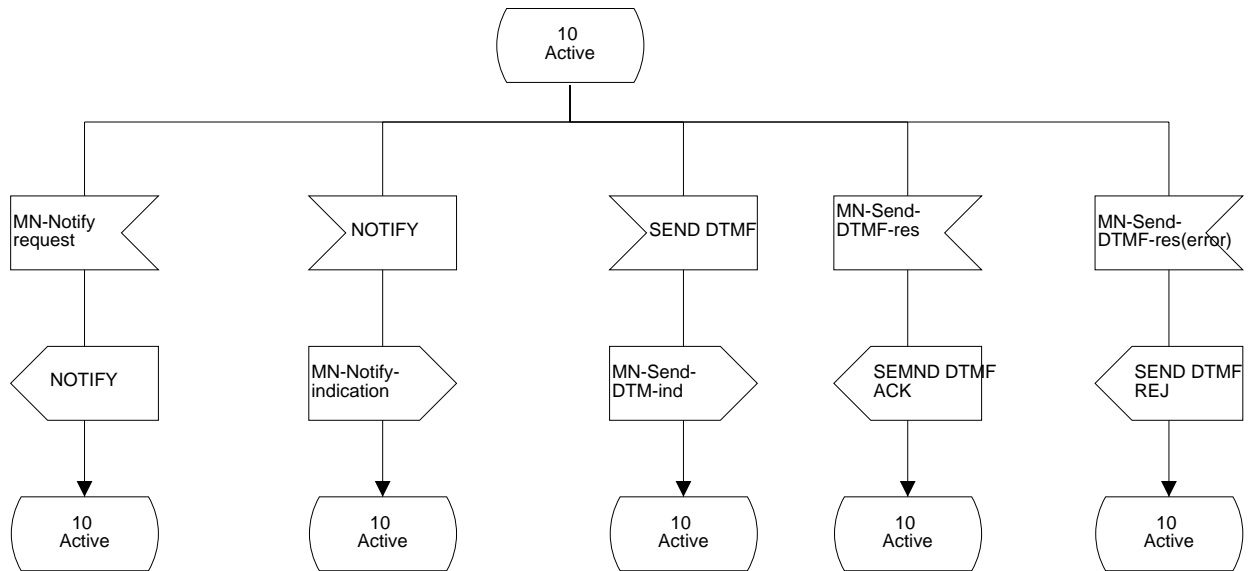 10
Active
MN-Notify
request
NOTIFY
SEND DTMF
MN-Send-
DTMF-res
MN-Send-
DTMF-res(error)
NOTIFY
MN-Notify-
indication
MN-Send-
DTM-ind
SEMND DTMF
ACK
SEND DTMF
REJ
10
Active
10
Active
10
Active
10
Active
10
Active